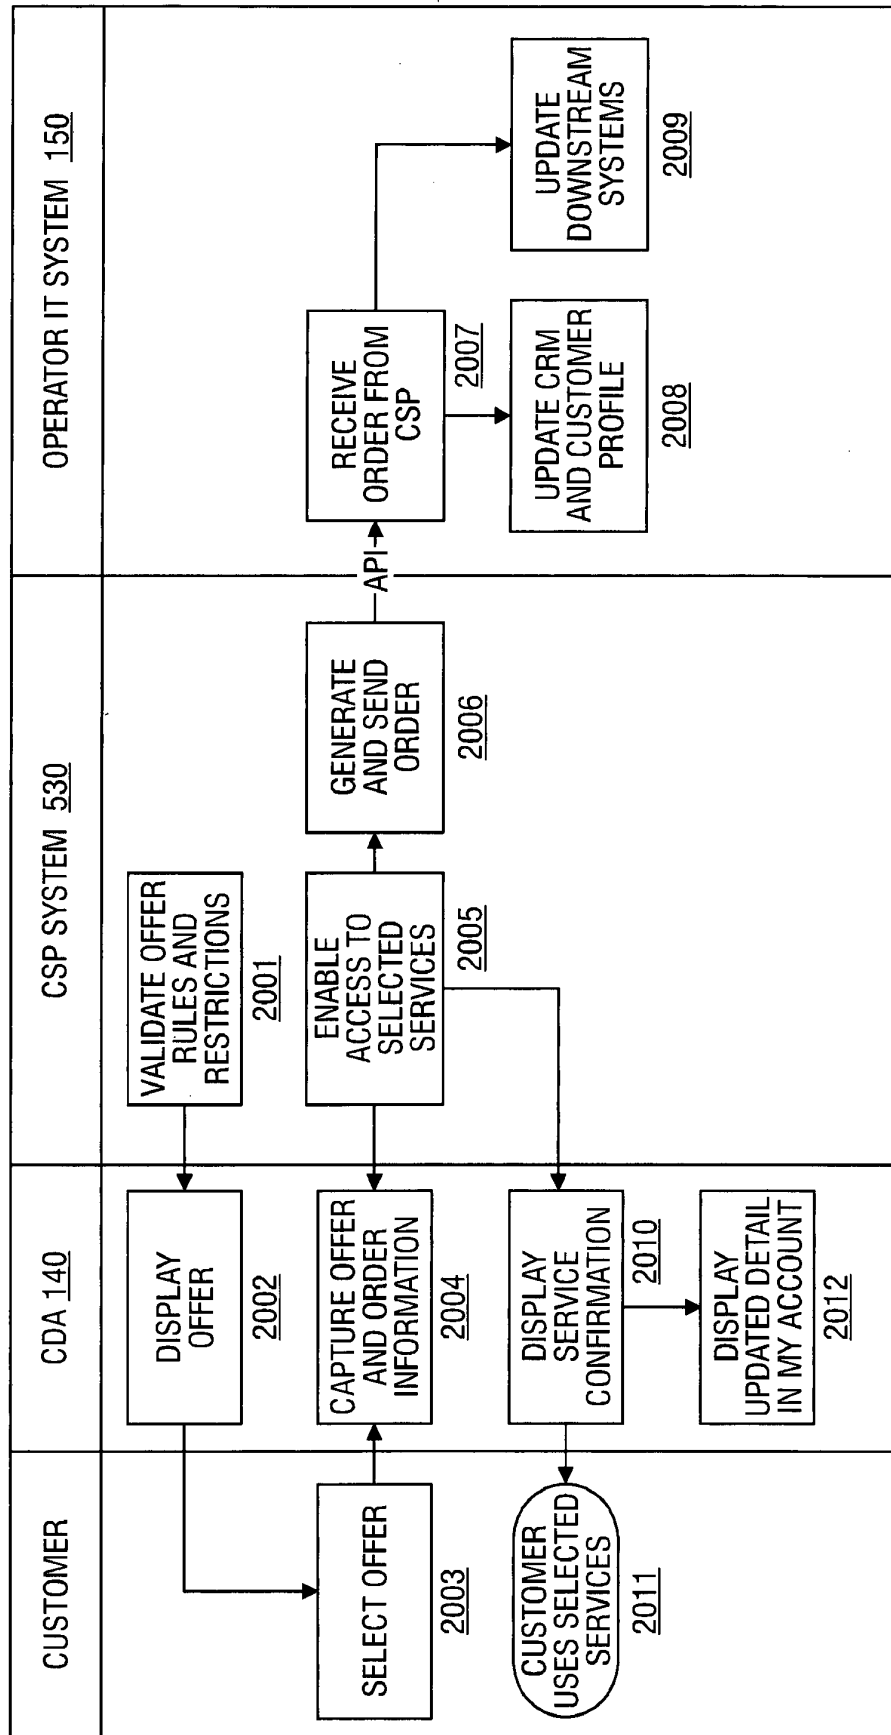 CUSTOMER
CDA 140
CSP SYSTEM 530
OPERATOR IT SYSTEM 150
VALIDATE OFFER
RULES AND
RESTRICTIONS
2001
DISPLAY
OFFER
2002
SELECT OFFER
2003
CAPTURE OFFER
AND ORDER
INFORMATION
2004
ENABLE
ACCESS TO
SELECTED
SERVICES
2005
GENERATE
AND SEND
ORDER
2006
API
RECEIVE
ORDER FROM
CSP
2007
UPDATE CRM
AND CUSTOMER
PROFILE
2008
UPDATE
DOWNSTREAM
SYSTEMS
2009
DISPLAY
SERVICE
CONFIRMATION
2010
CUSTOMER
USES SELECTED
SERVICES
2011
DISPLAY
UPDATED DETAIL
IN MY ACCOUNT
2012